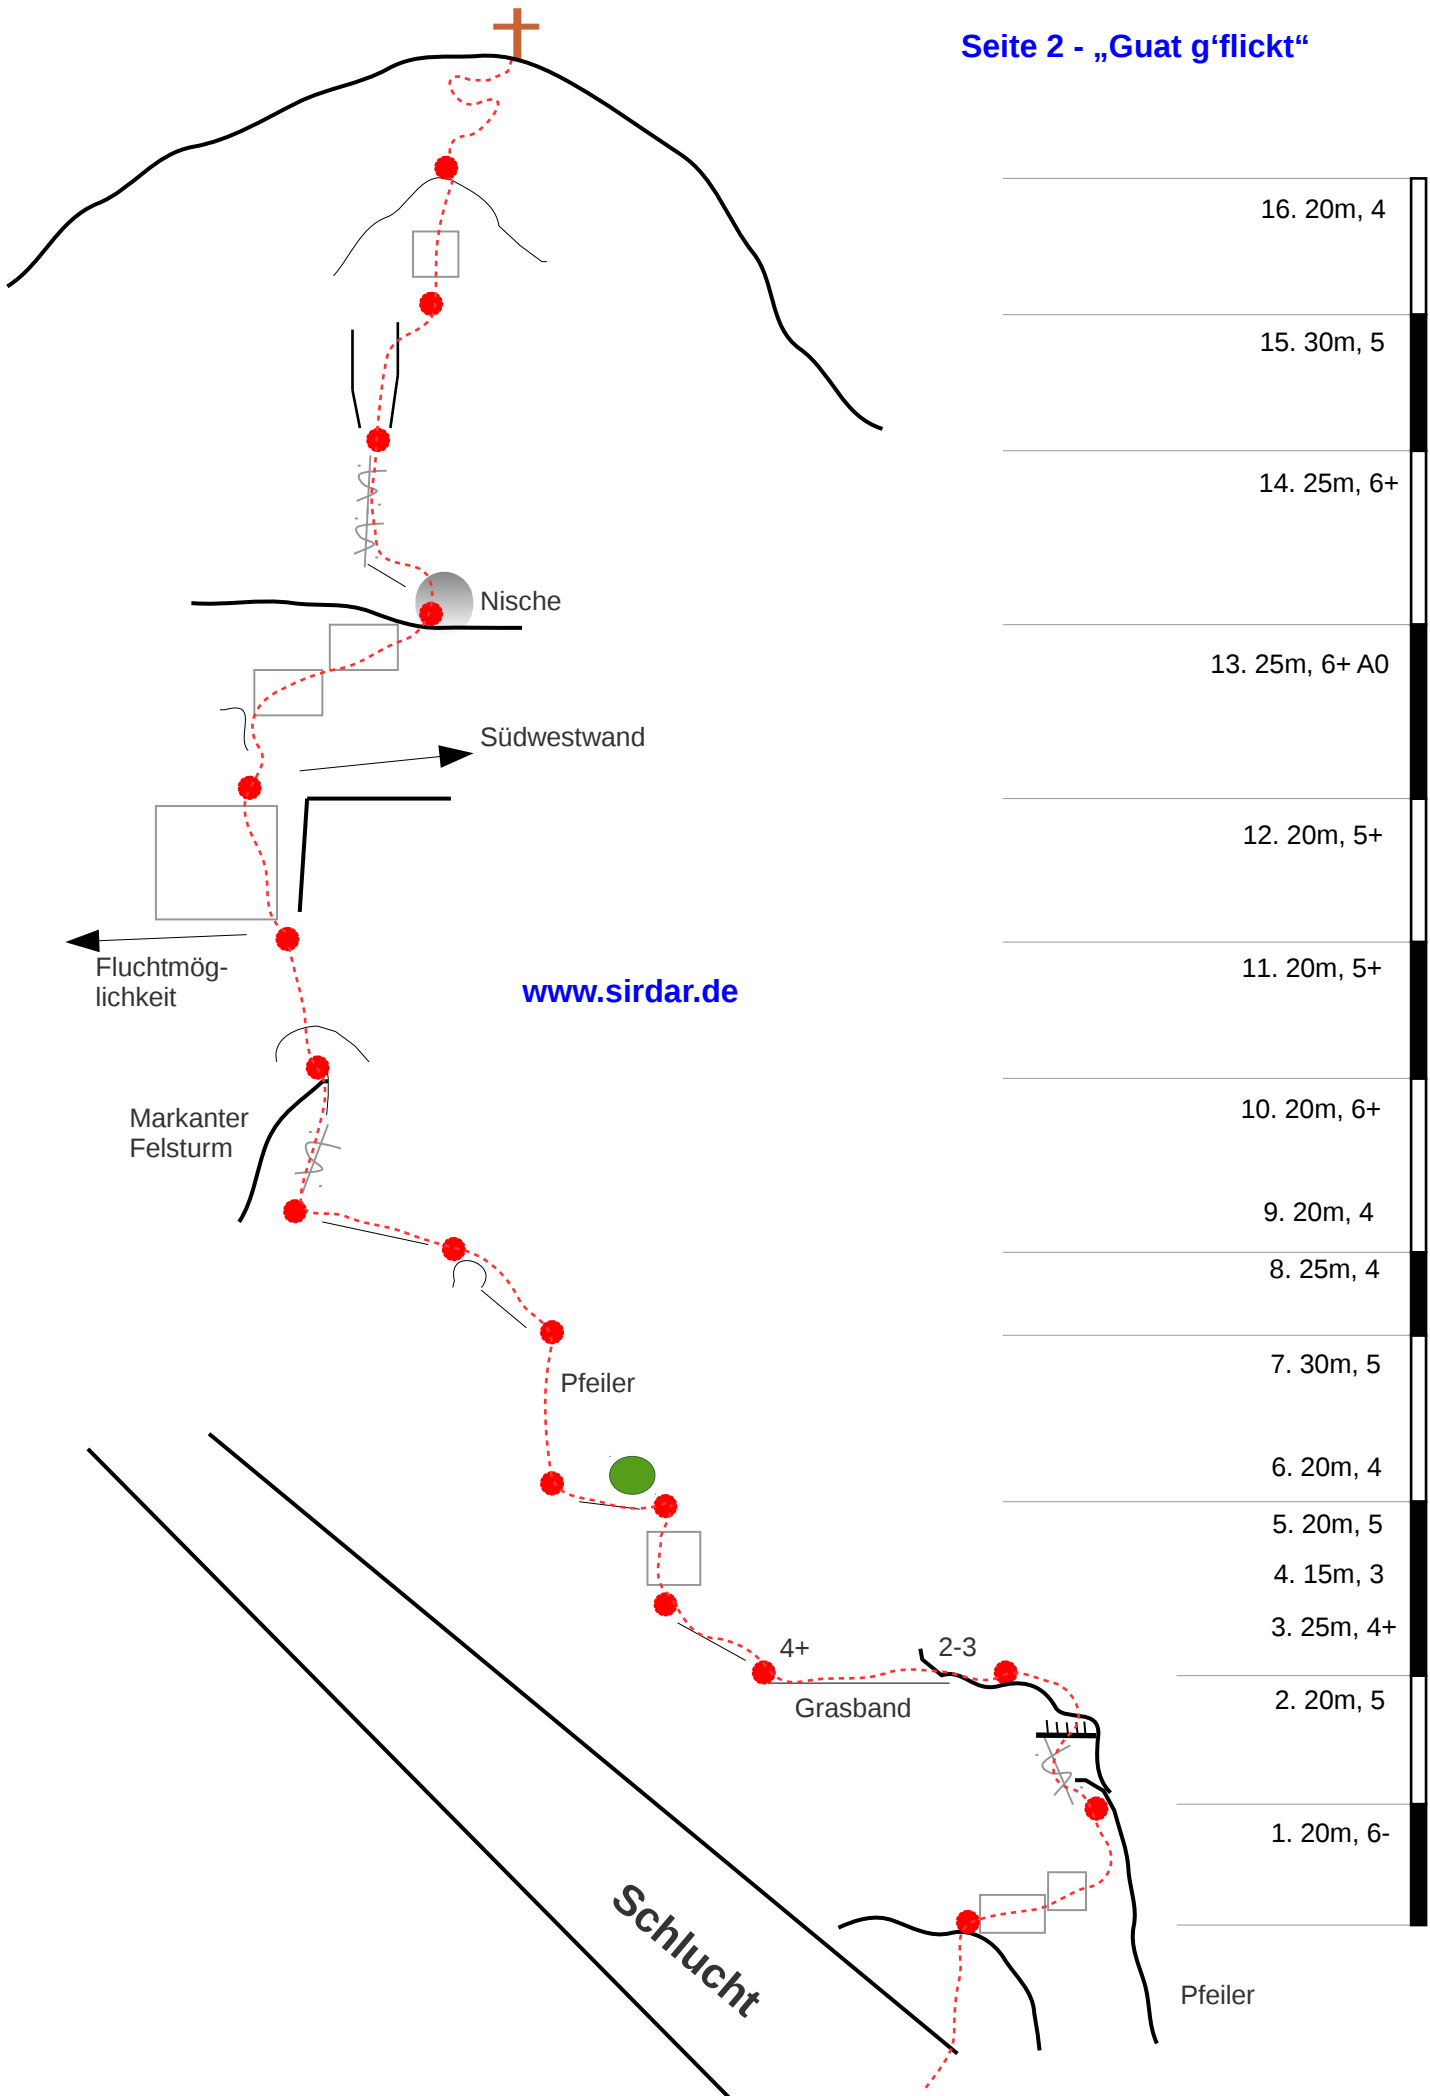 Seite 2 - „Guat g‘flickt“
16. 20m, 4
15. 30m, 5
14. 25m, 6+
Nische
13. 25m, 6+ A0
Südwestwand
12. 20m, 5+
Fluchtmög-
lichkeit
11. 20m, 5+
www.sirdar.de
Markanter
Felsturm
10. 20m, 6+
9. 20m, 4
8. 25m, 4
7. 30m, 5
Pfeiler
6. 20m, 4
5. 20m, 5
4. 15m, 3
3. 25m, 4+
4+
2-3
Grasband
2. 20m, 5
1. 20m, 6-
Schlucht
Pfeiler